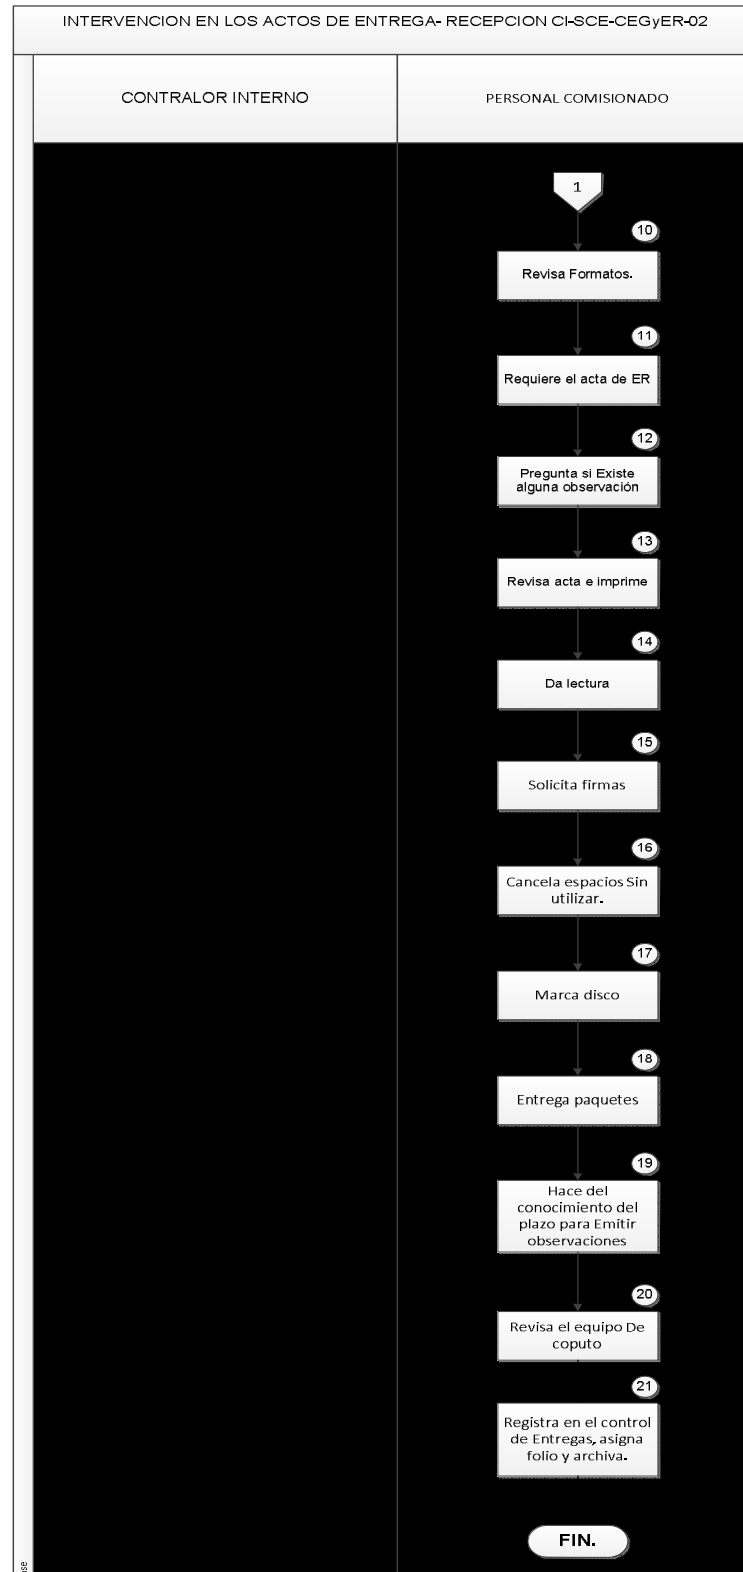 INTERVENCION EN LOS ACTOS DE ENTREGA- RECEPCION CI-SCE-CEGyER-02
CONTRALOR INTERNO
PERSONAL COMISIONADO
1
10
Revisa Formatos.
11
Requiere el acta de ER
12
Pregunta si Existe
alguna observación
13
Revisa acta e imprime
14
Da lectura
15
Solicita firmas
16
Cancela espacios Sin
utilizar.
17
Marca disco
18
Entrega paquetes
19
Hace del
conocimiento del
plazo para Emitir
observaciones
20
Revisa el equipo De
coputo
21
Registra en el control
de Entregas, asigna
folio y archiva.
FIN.